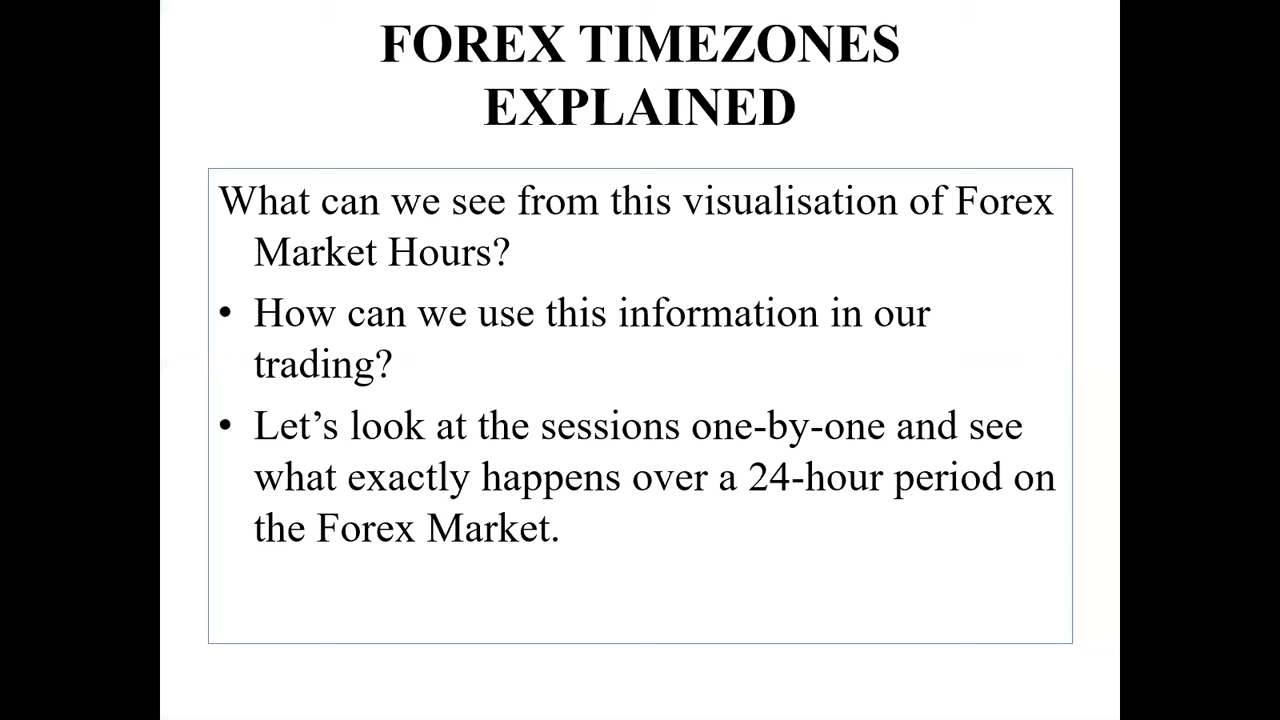 FOREX TIMEZONES
EXPLAINED
What can we see from this visualisation of Forex
Market Hours?
• How can we use this information in our
trading?
• Let’s look at the sessions one-by-one and see
what exactly happens over a 24-hour period on
the Forex Market.